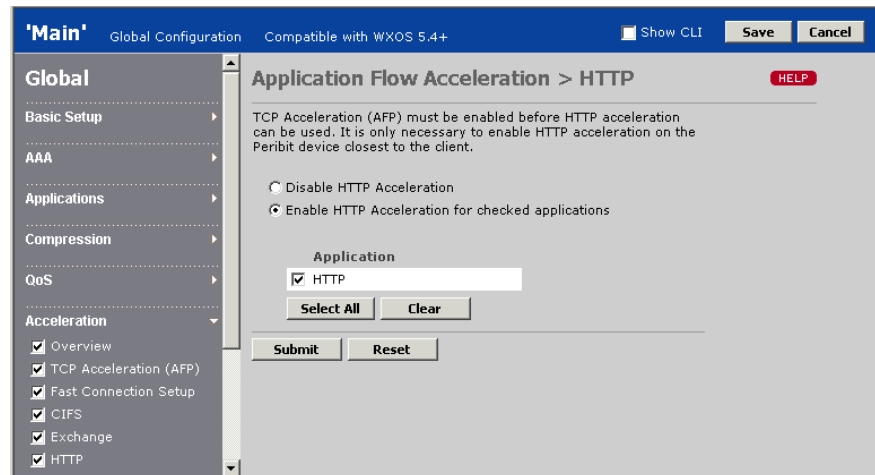 'Main' Global Configuration Compatible with WXOS 5.4+ Show CLI Save Cancel
Global
Basic Setup
AAA
Applications
Compression
QoS
Acceleration
Overview
TCP Acceleration (AFP)
Fast Connection Setup
CIFS
Exchange
HTTP
Application Flow Acceleration > HTTP HELP
TCP Acceleration (AFP) must be enabled before HTTP acceleration
can be used. It is only necessary to enable HTTP acceleration on the
Peribit device closest to the client.
Disable HTTP Acceleration
Enable HTTP Acceleration for checked applications
Application
HTTP
Select All Clear
Submit Reset